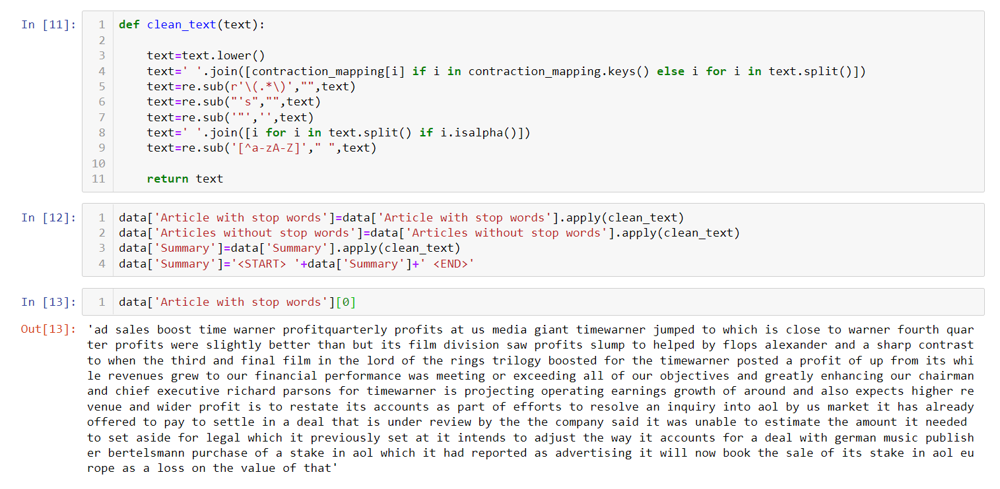 In [11]:
1 def clean_text(text):
2
3     text=text.lower()
4     text=' '.join([contraction_mapping[i] if i in contraction_mapping.keys() else i for i in text.split()])
5     text=re.sub(r'\(.*\)',"",text)
6     text=re.sub("'s","",text)
7     text=re.sub('"','',text)
8     text=' '.join([i for i in text.split() if i.isalpha()])
9     text=re.sub('[^a-zA-Z]'," ",text)
10
11     return text
In [12]:
1 data['Article with stop words']=data['Article with stop words'].apply(clean_text)
2 data['Articles without stop words']=data['Articles without stop words'].apply(clean_text)
3 data['Summary']=data['Summary'].apply(clean_text)
4 data['Summary']='<START> '+data['Summary']+' <END>'
In [13]:
1 data['Article with stop words'][0]
Out[13]:
'ad sales boost time warner profitquarterly profits at us media giant timewarner jumped to which is close to warner fourth quar
ter profits were slightly better than but its film division saw profits slump to helped by flops alexander and a sharp contrast
to when the third and final film in the lord of the rings trilogy boosted for the timewarner posted a profit of up from its whi
le revenues grew to our financial performance was meeting or exceeding all of our objectives and greatly enhancing our chairman
and chief executive richard parsons for timewarner is projecting operating earnings growth of around and also expects higher re
venue and wider profit is to restate its accounts as part of efforts to resolve an inquiry into aol by us market it has already
offered to pay to settle in a deal that is under review by the the company said it was unable to estimate the amount it needed
to set aside for legal which it previously set at it intends to adjust the way it accounts for a deal with german music publish
er bertelsmann purchase of a stake in aol which it had reported as advertising it will now book the sale of its stake in aol eu
rope as a loss on the value of that'